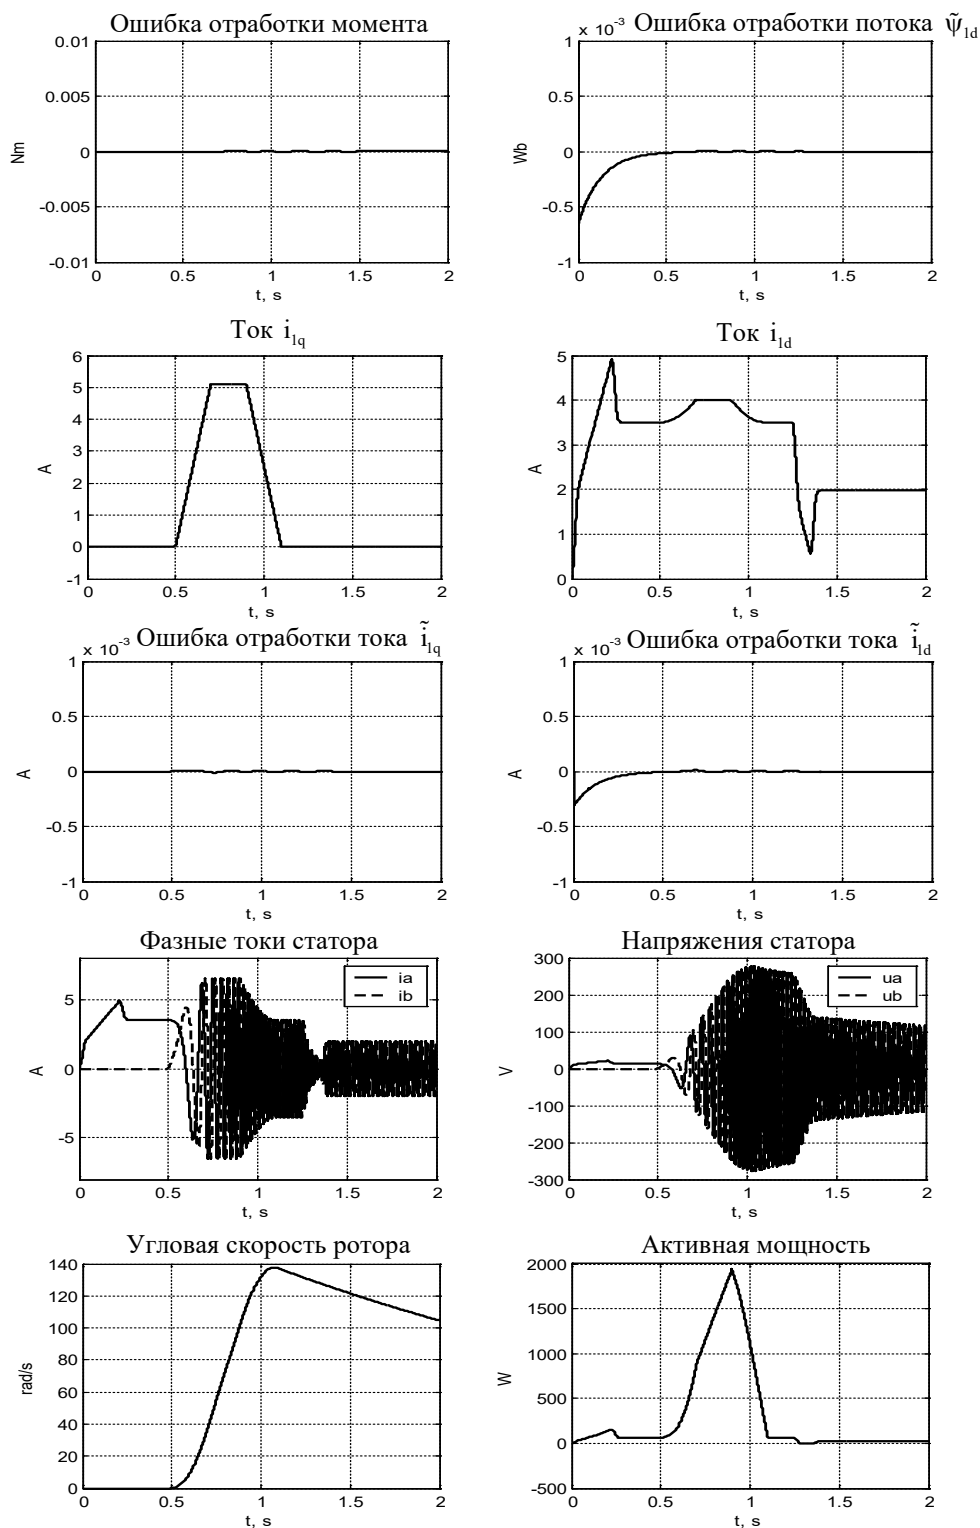 Ошибка отработки момента
0.01
0.005
0
-0.005
-0.01
Nm
0 0.5 1 1.5 2
t, s
x 10⁻³ Ошибка отработки потока ψ̃₁d
1
0.5
0
-0.5
-1
Wb
0 0.5 1 1.5 2
t, s
Ток i₁q
6
5
4
3
2
1
0
-1
A
0 0.5 1 1.5 2
t, s
Ток i₁d
5
4
3
2
1
0
A
0 0.5 1 1.5 2
t, s
x 10⁻³ Ошибка отработки тока ĩ₁q
1
0.5
0
-0.5
-1
A
0 0.5 1 1.5 2
t, s
x 10⁻³ Ошибка отработки тока ĩ₁d
1
0.5
0
-0.5
-1
A
0 0.5 1 1.5 2
t, s
Фазные токи статора
5
0
-5
A
ia
ib
0 0.5 1 1.5 2
t, s
Напряжения статора
300
200
100
0
-100
-200
-300
V
ua
ub
0 0.5 1 1.5 2
t, s
Угловая скорость ротора
140
120
100
80
60
40
20
0
rad/s
0 0.5 1 1.5 2
t, s
Активная мощность
2000
1500
1000
500
0
-500
W
0 0.5 1 1.5 2
t, s